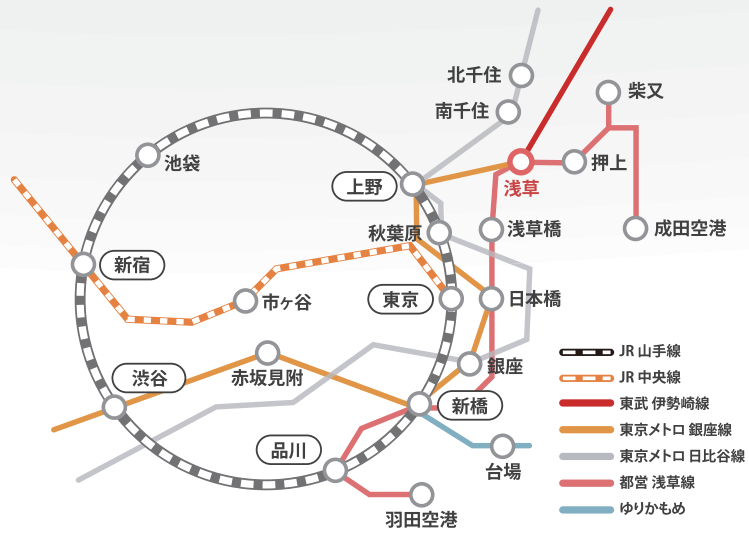 北千住
南千住
柴又
池袋
上野
押上
浅草
秋葉原
浅草橋
成田空港
新宿
市ヶ谷
東京
日本橋
渋谷
赤坂見附
銀座
新橋
品川
台場
羽田空港
JR 山手線
JR 中央線
東武 伊勢崎線
東京メトロ 銀座線
東京メトロ 日比谷線
都営 浅草線
ゆりかもめ